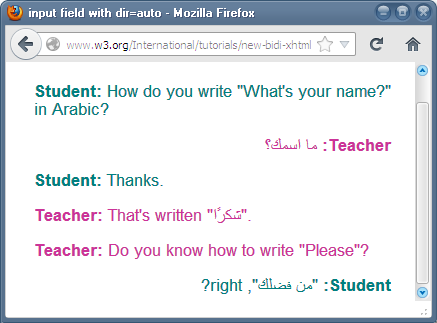 input field with dir=auto - Mozilla Firefox
www.w3.org/International/tutorials/new-bidi-xhtml
Student: How do you write "What's your name?"
in Arabic?
Teacher: ما اسمك؟
Student: Thanks.
Teacher: That's written "شكرًا".
Teacher: Do you know how to write "Please"?
Student: "من فضلك", right?